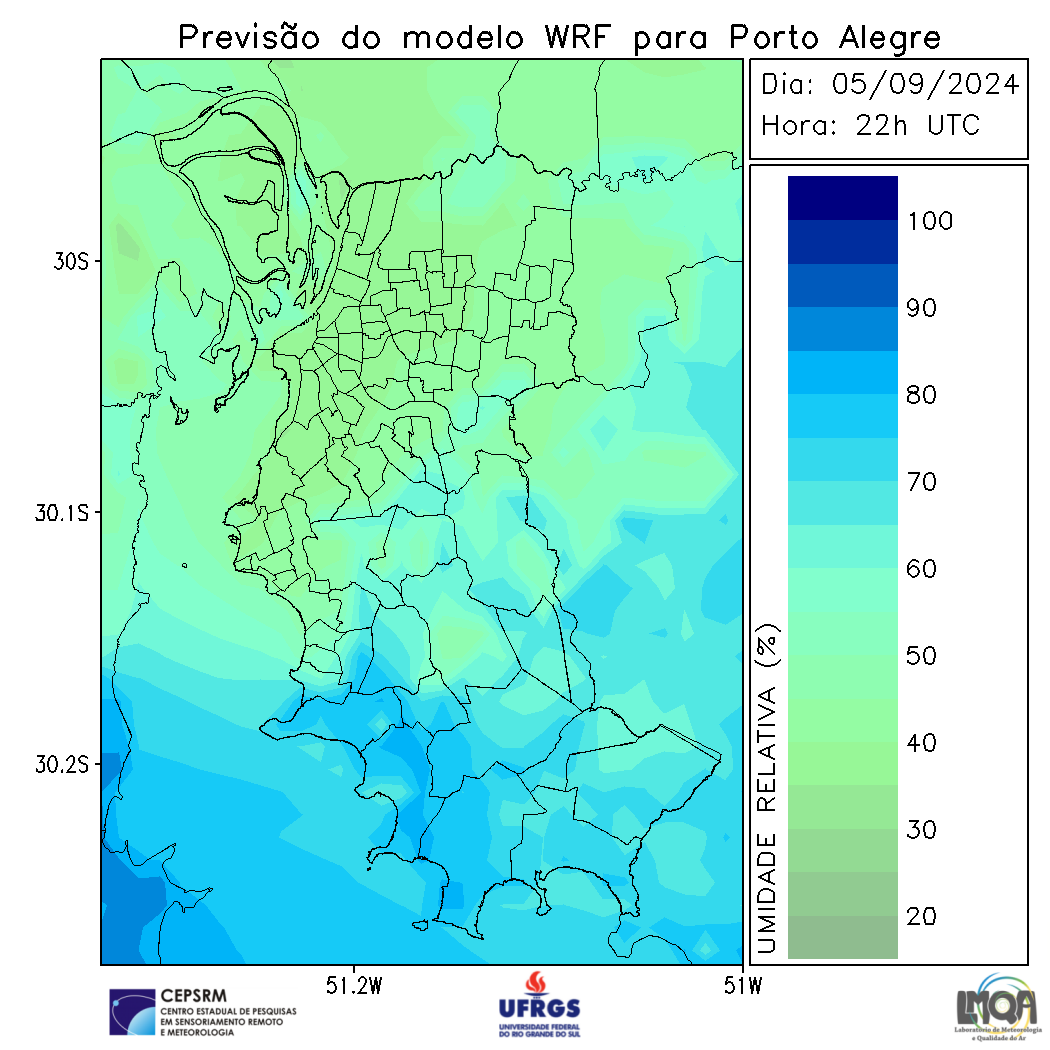 Previsão do modelo WRF para Porto Alegre
Dia: 05/09/2024
Hora: 22h UTC
30S
30.1S
30.2S
51.2W
51W
UMIDADE RELATIVA (%)
100
90
80
70
60
50
40
30
20
CEPSRM
CENTRO ESTADUAL DE PESQUISAS
EM SENSORIAMENTO REMOTO
E METEOROLOGIA
UFRGS
UNIVERSIDADE FEDERAL
DO RIO GRANDE DO SUL
LMQA
Laboratório de Meteorologia
e Qualidade do Ar